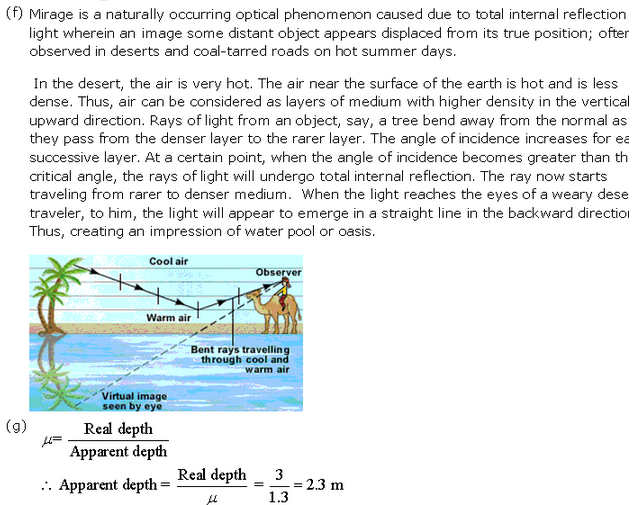 (f) Mirage is a naturally occurring optical phenomenon caused due to total internal reflection
light wherein an image some distant object appears displaced from its true position; often
observed in deserts and coal-tarred roads on hot summer days.
In the desert, the air is very hot. The air near the surface of the earth is hot and is less
dense. Thus, air can be considered as layers of medium with higher density in the vertical
upward direction. Rays of light from an object, say, a tree bend away from the normal as
they pass from the denser layer to the rarer layer. The angle of incidence increases for ea
successive layer. At a certain point, when the angle of incidence becomes greater than th
critical angle, the rays of light will undergo total internal reflection. The ray now starts
traveling from rarer to denser medium. When the light reaches the eyes of a weary dese
traveler, to him, the light will appear to emerge in a straight line in the backward direction
Thus, creating an impression of water pool or oasis.
Cool air
Observer
Warm air
Bent rays travelling
through cool and
warm air
Virtual image
seen by eye
(g) μ= Real depth / Apparent depth
∴ Apparent depth = Real depth / μ = 3 / 1.3 = 2.3 m